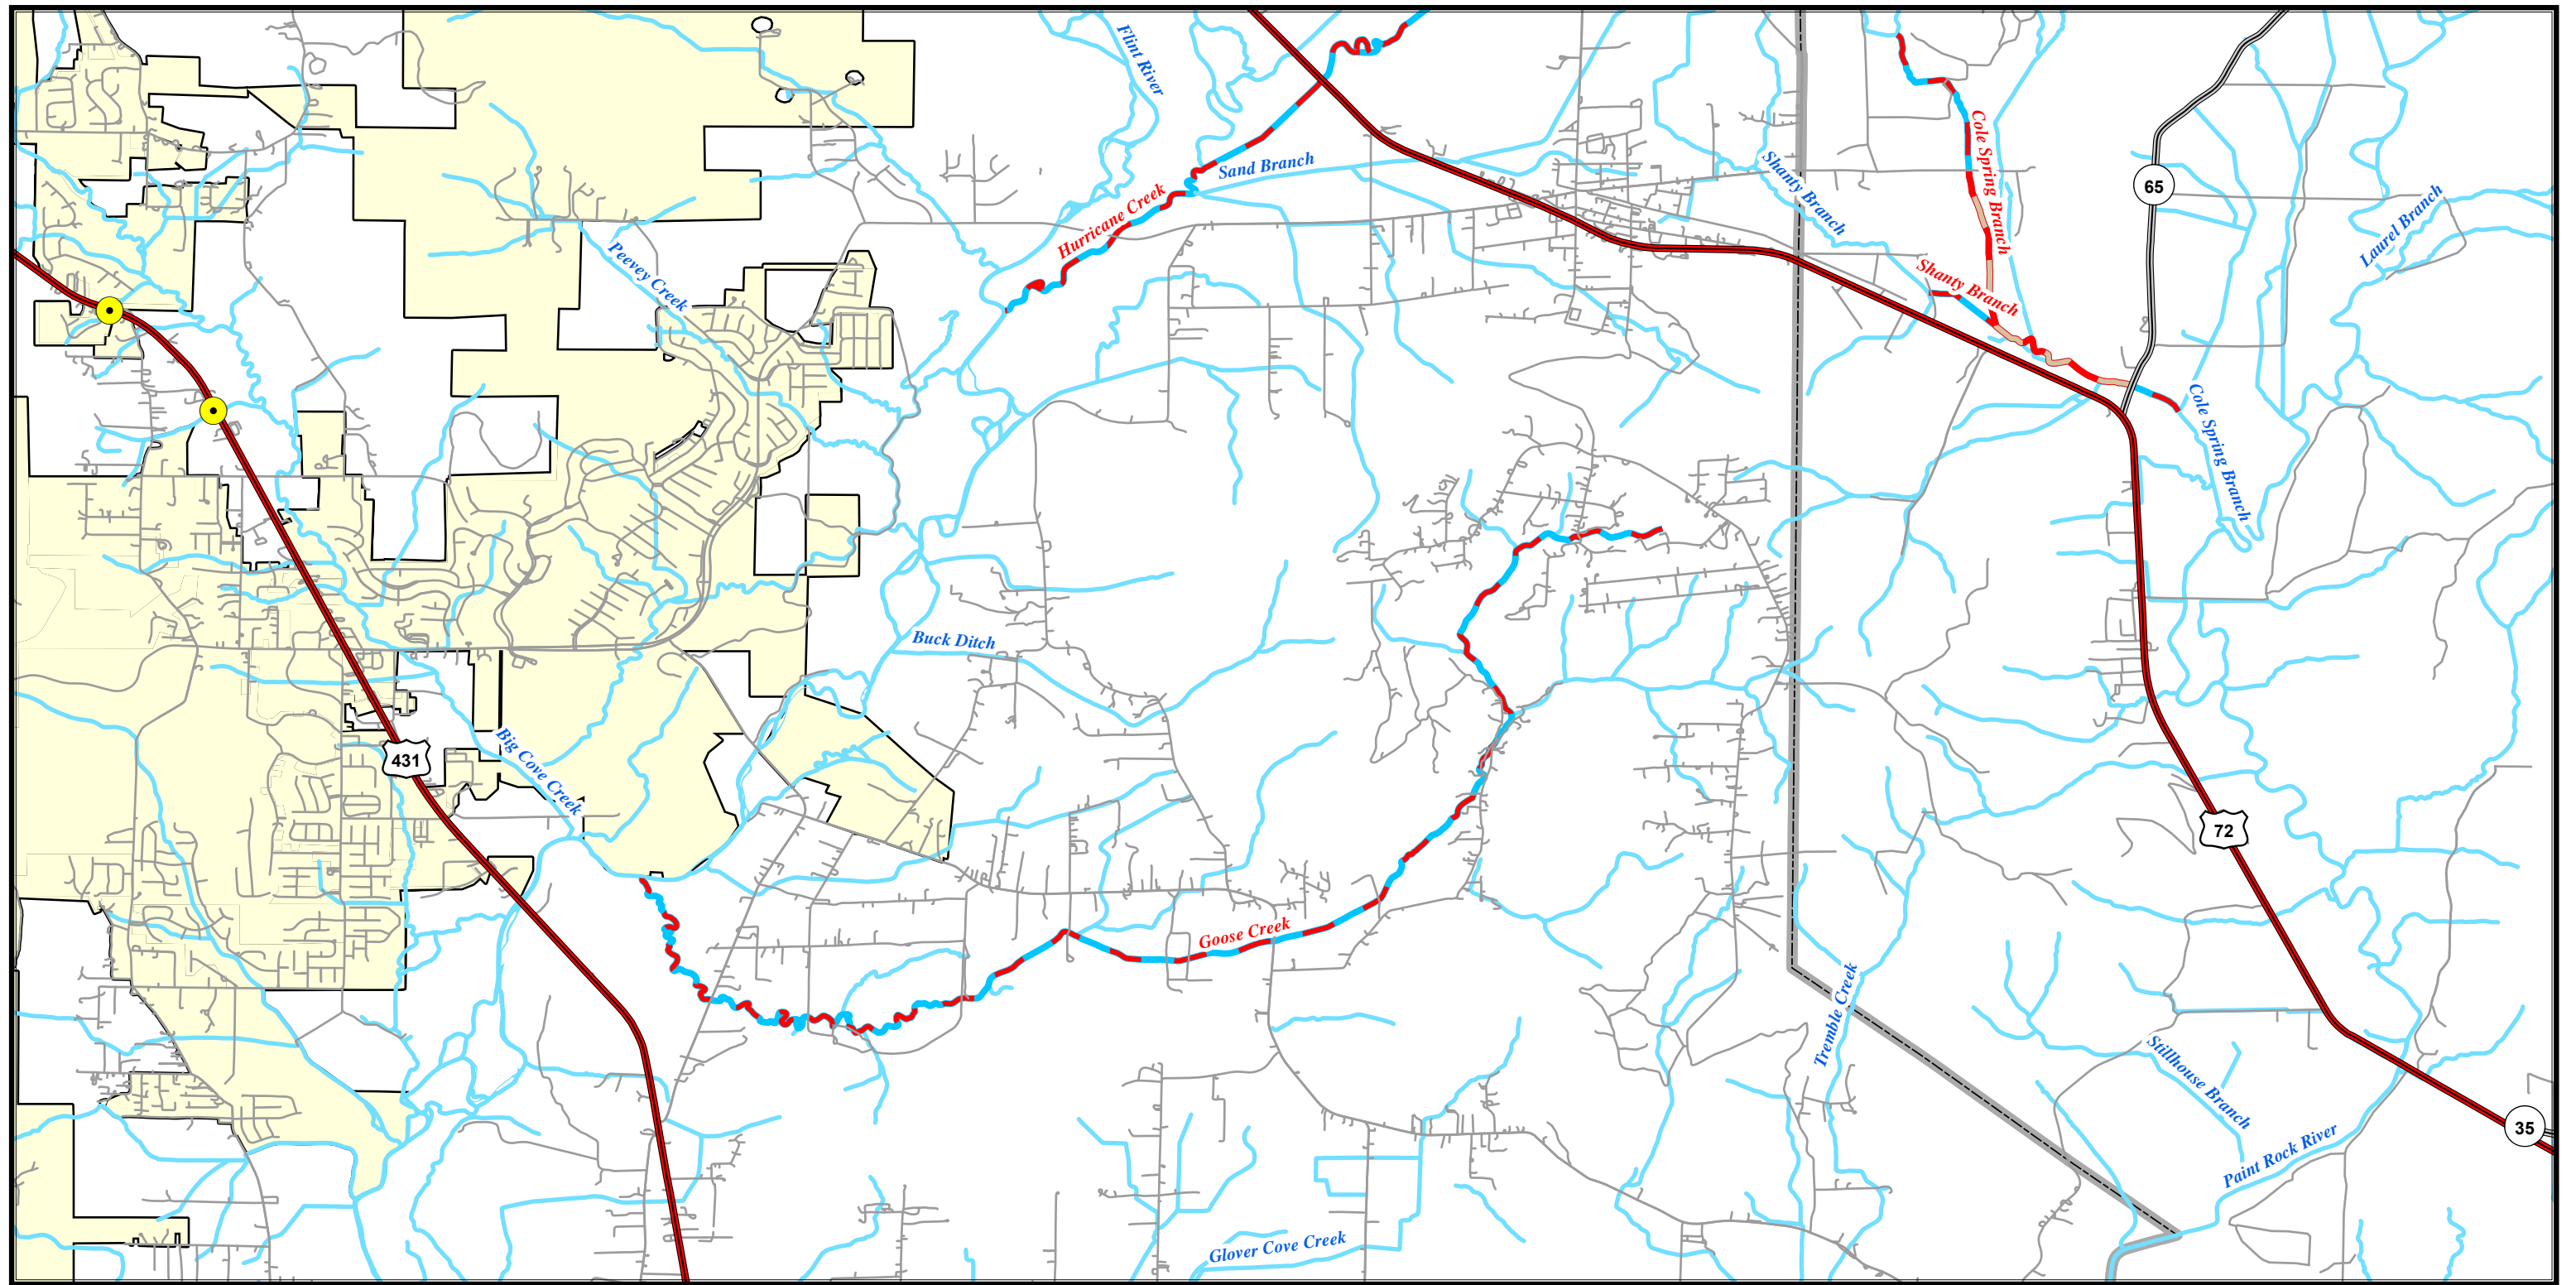 Flint River
Sand Branch
Hurricane Creek
Shanty Branch
Cole Spring Branch
65
Laurel Branch
Peevey Creek
Shanty Branch
Cole Spring Branch
Buck Ditch
Big Cove Creek
431
72
Goose Creek
Tremble Creek
Stillhouse Branch
35
Paint Rock River
Glover Cove Creek